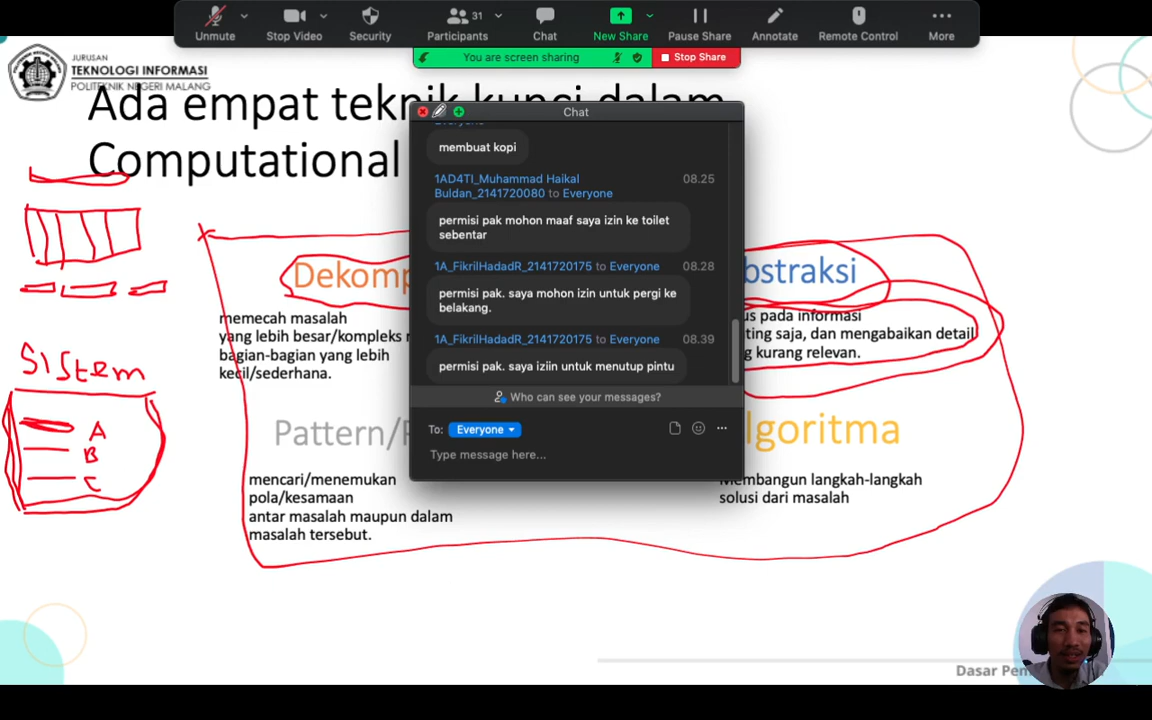 31
Unmute
Stop Video
Security
Participants
Chat
New Share
Pause Share
Annotate
Remote Control
More
You are screen sharing
Stop Share
JURUSAN
TEKNOLOGI INFORMASI
POLITEKNIK NEGERI MALANG
Ada empat teknik kunci dalam
Computational
Chat
Everyone
membuat kopi
1AD4TI_Muhammad Haikal 08.25
Buldan_2141720080 to Everyone
permisi pak mohon maaf saya izin ke toilet
sebentar
1A_FikrilHadadR_2141720175 to Everyone 08.28
permisi pak. saya mohon izin untuk pergi ke
belakang.
1A_FikrilHadadR_2141720175 to Everyone 08.39
permisi pak. saya iziin untuk menutup pintu
Who can see your messages?
To: Everyone
Type message here...
Dekomp
memecah masalah
yang lebih besar/kompleks
bagian-bagian yang lebih
kecil/sederhana.
bstraksi
us pada informasi
ting saja, dan mengabaikan detail
g kurang relevan.
Pattern/
mencari/menemukan
pola/kesamaan
antar masalah maupun dalam
masalah tersebut.
lgoritma
Membangun langkah-langkah
solusi dari masalah
Sistem
A
B
C
Dasar Pem